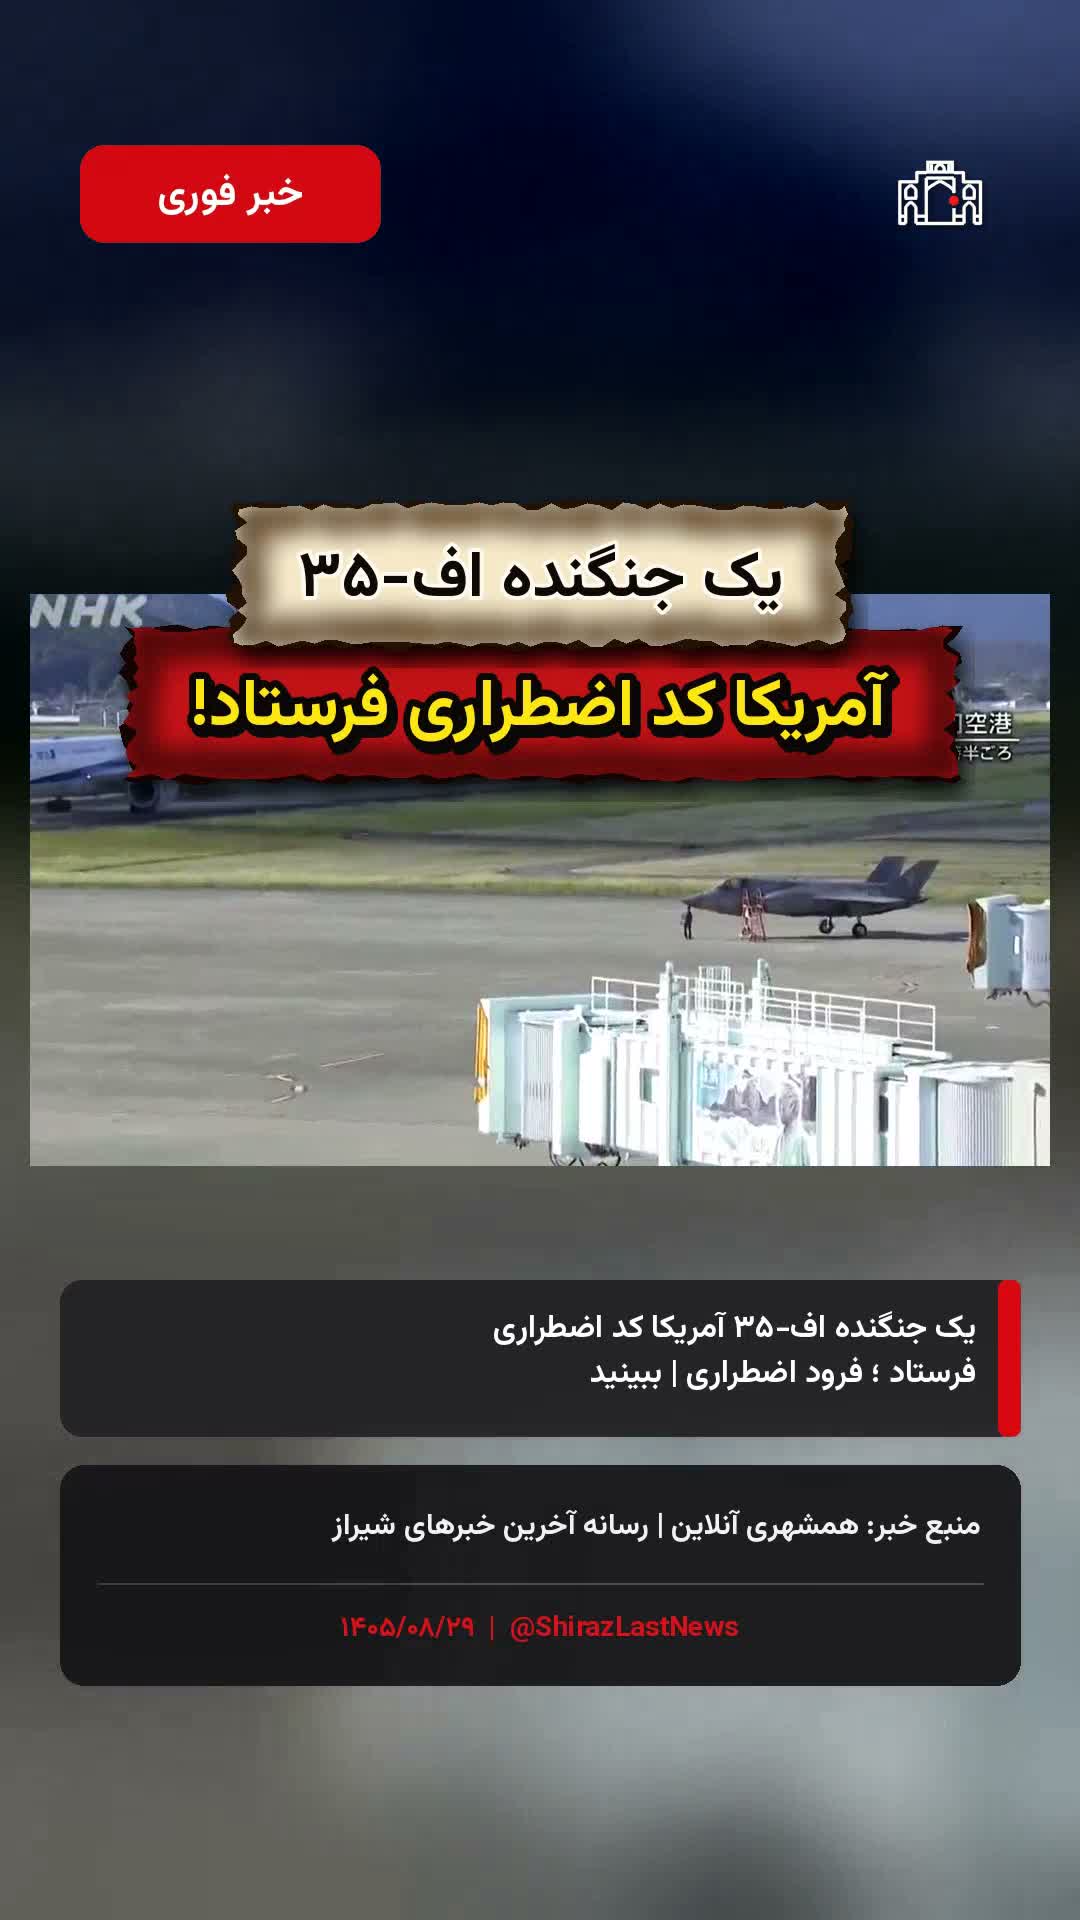 خبر فوری
یک جنگنده اف-۳۵
آمریکا کد اضطراری فرستاد!
NHK
空港
時半ごろ
یک جنگنده اف-۳۵ آمریکا کد اضطراری
فرستاد ؛ فرود اضطراری | ببینید
منبع خبر: همشهری آنلاین | رسانه آخرین خبرهای شیراز
۱۴۰۵/۰۸/۲۹ | @ShirazLastNews